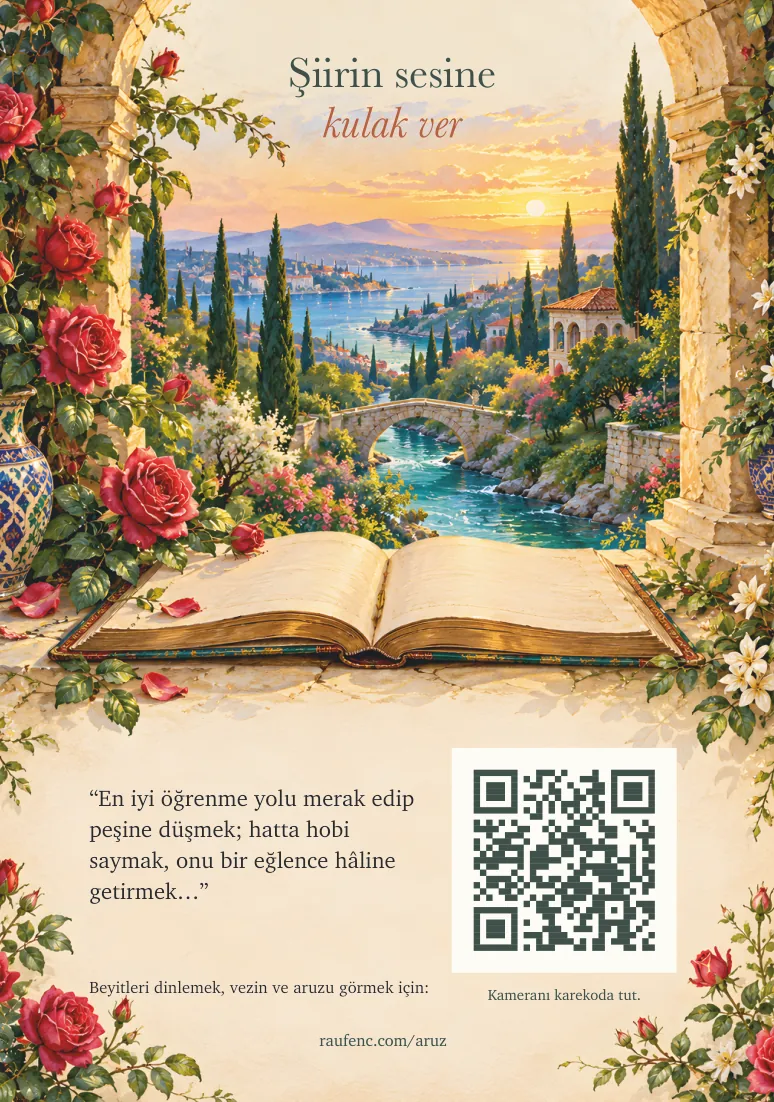 Şiirin sesine
kulak ver
“En iyi öğrenme yolu merak edip
peşine düşmek; hatta hobi
saymak, onu bir eğlence hâline
getirmek…”
Beyitleri dinlemek, vezin ve aruzu görmek için:
Kameranı karekoda tut.
raufenc.com/aruz